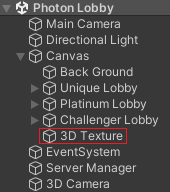 Photon Lobby
Main Camera
Directional Light
Canvas
Back Ground
Unique Lobby
Platinum Lobby
Challenger Lobby
3D Texture
EventSystem
Server Manager
3D Camera